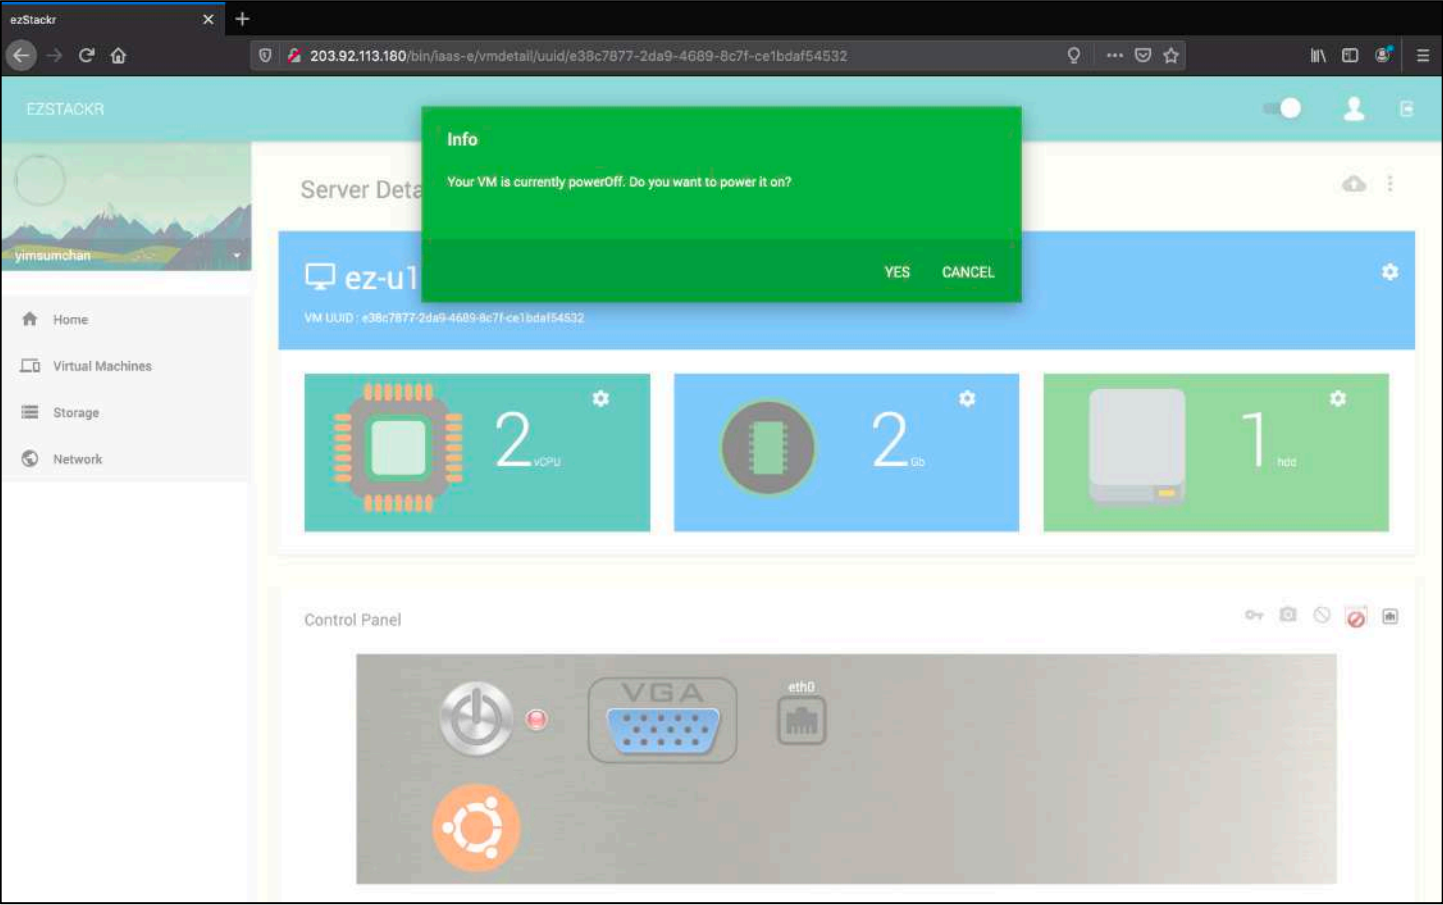 ezStackr
203.92.113.180/bin/iaas-e/vmdetail/uuid/e38c7877-2da9-4689-8c7f-ce1bdaf54532
EZSTACKR
Info
Your VM is currently powerOff. Do you want to power it on?
YES CANCEL
yimsumchan
Home
Virtual Machines
Storage
Network
Server Deta
ez-u1
VM UUID : e38c7877-2da9-4689-8c7f-ce1bdaf54532
2 vCPU
2 Gb
1 hdd
Control Panel
VGA
eth0